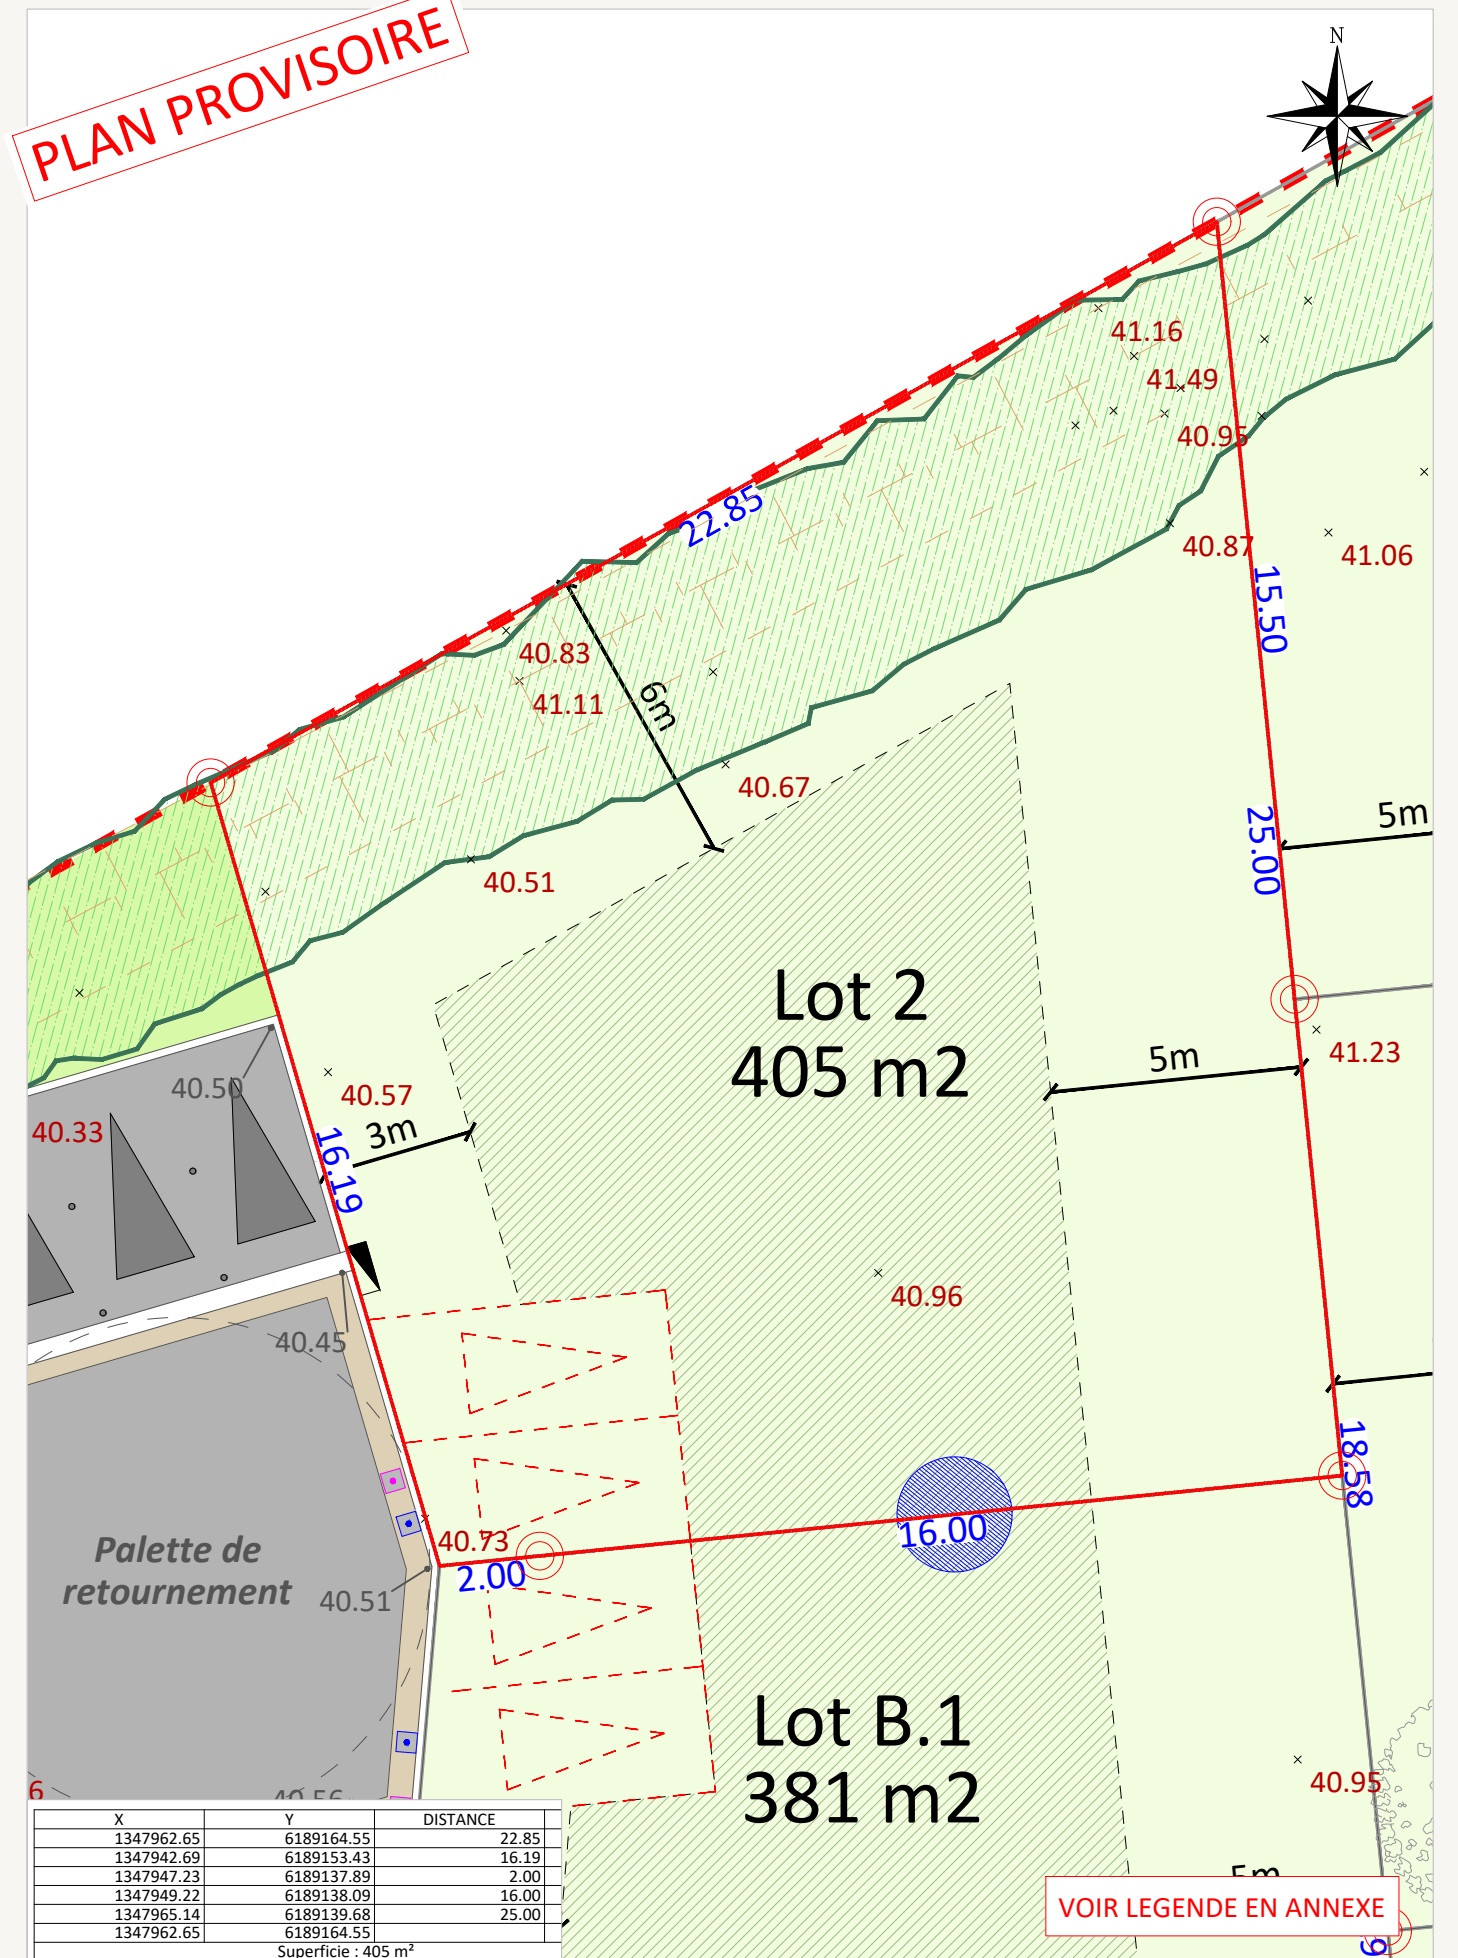 PLAN PROVISOIRE
N
41.16
41.49
40.95
22.85
40.87
41.06
15.50
40.83
41.11
6m
40.67
5m
25.00
40.51
Lot 2
405 m2
41.23
5m
40.50
40.57
40.33
3m
16.19
40.96
40.45
18.58
40.73
16.00
2.00
Palette de
retournement
40.51
Lot B.1
381 m2
40.95
6
40.56
5m
X Y DISTANCE
1347962.65 6189164.55 22.85
1347942.69 6189153.43 16.19
1347947.23 6189137.89 2.00
1347949.22 6189138.09 16.00
1347965.14 6189139.68 25.00
1347962.65 6189164.55
Superficie : 405 m²
VOIR LEGENDE EN ANNEXE
9